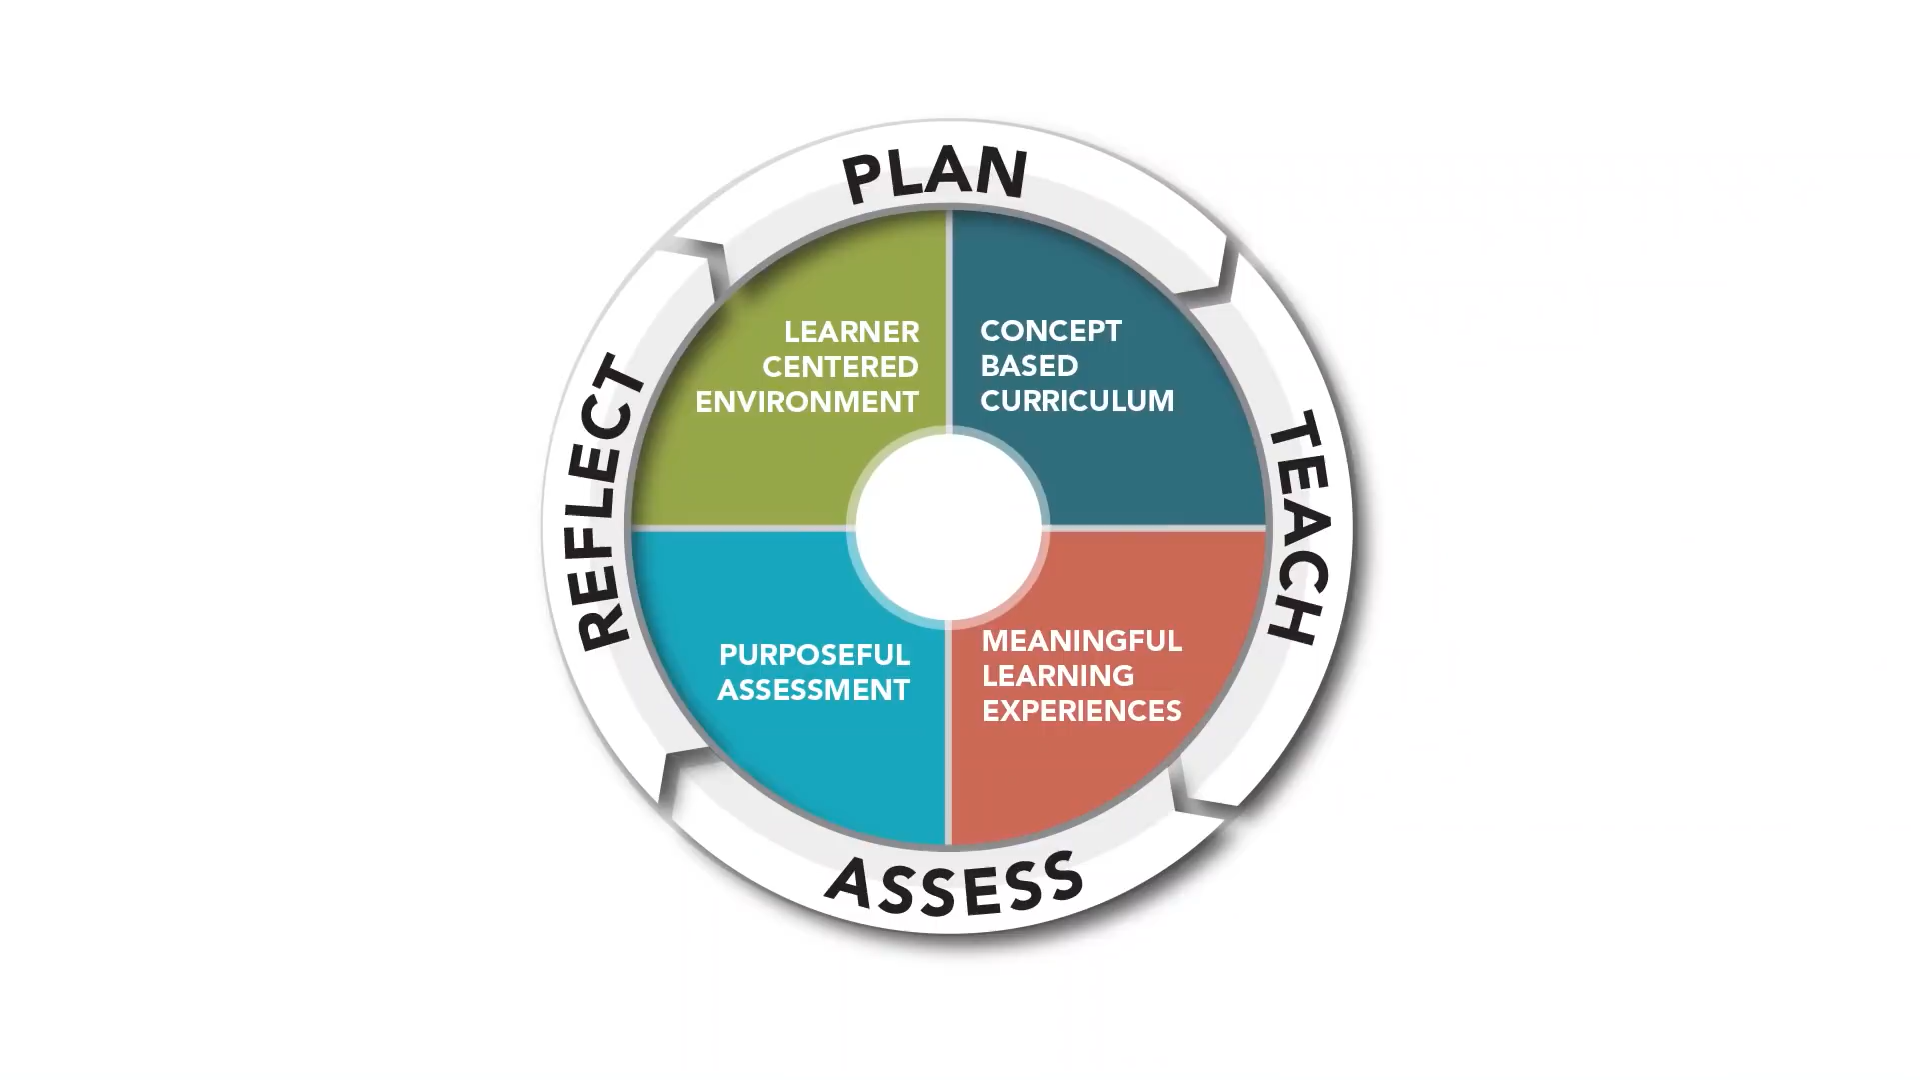 PLAN
LEARNER
CENTERED
ENVIRONMENT
CONCEPT
BASED
CURRICULUM
REFLECT
TEACH
PURPOSEFUL
ASSESSMENT
MEANINGFUL
LEARNING
EXPERIENCES
ASSESS